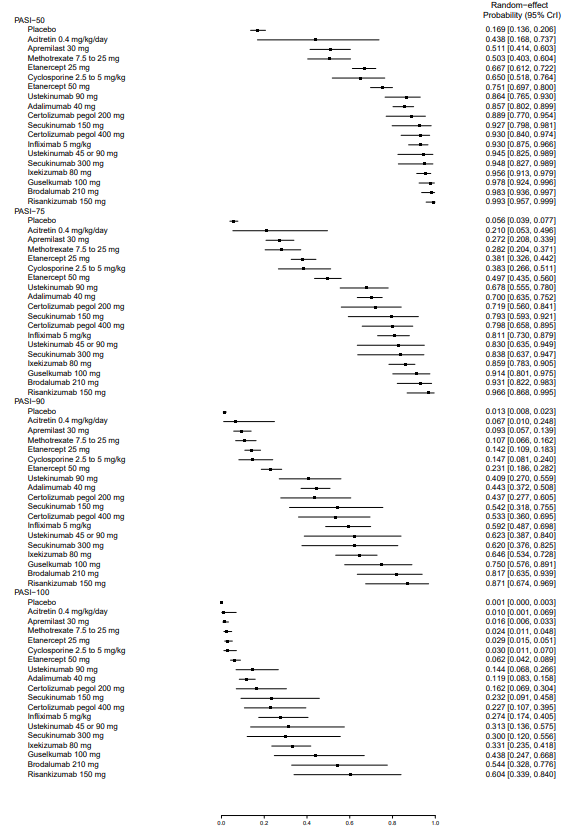 Random−effect
Probability (95% CrI)
PASI−50
Placebo 0.169 [0.136, 0.206]
Acitretin 0.4 mg/kg/day 0.438 [0.168, 0.737]
Apremilast 30 mg 0.511 [0.414, 0.603]
Methotrexate 7.5 to 25 mg 0.503 [0.403, 0.604]
Etanercept 25 mg 0.667 [0.612, 0.722]
Cyclosporine 2.5 to 5 mg/kg 0.650 [0.518, 0.764]
Etanercept 50 mg 0.751 [0.697, 0.800]
Ustekinumab 90 mg 0.864 [0.765, 0.930]
Adalimumab 40 mg 0.857 [0.802, 0.899]
Certolizumab pegol 200 mg 0.889 [0.770, 0.954]
Secukinumab 150 mg 0.927 [0.798, 0.981]
Certolizumab pegol 400 mg 0.930 [0.840, 0.974]
Infliximab 5 mg/kg 0.930 [0.875, 0.966]
Ustekinumab 45 or 90 mg 0.945 [0.825, 0.989]
Secukinumab 300 mg 0.948 [0.827, 0.989]
Ixekizumab 80 mg 0.956 [0.913, 0.979]
Guselkumab 100 mg 0.978 [0.924, 0.996]
Brodalumab 210 mg 0.983 [0.936, 0.997]
Risankizumab 150 mg 0.993 [0.957, 0.999]
PASI−75
Placebo 0.056 [0.039, 0.077]
Acitretin 0.4 mg/kg/day 0.210 [0.053, 0.496]
Apremilast 30 mg 0.272 [0.208, 0.339]
Methotrexate 7.5 to 25 mg 0.282 [0.204, 0.371]
Etanercept 25 mg 0.381 [0.326, 0.442]
Cyclosporine 2.5 to 5 mg/kg 0.383 [0.266, 0.511]
Etanercept 50 mg 0.497 [0.435, 0.560]
Ustekinumab 90 mg 0.678 [0.555, 0.780]
Adalimumab 40 mg 0.700 [0.635, 0.752]
Certolizumab pegol 200 mg 0.719 [0.560, 0.841]
Secukinumab 150 mg 0.793 [0.593, 0.921]
Certolizumab pegol 400 mg 0.798 [0.658, 0.895]
Infliximab 5 mg/kg 0.811 [0.730, 0.879]
Ustekinumab 45 or 90 mg 0.830 [0.635, 0.949]
Secukinumab 300 mg 0.838 [0.637, 0.947]
Ixekizumab 80 mg 0.859 [0.783, 0.905]
Guselkumab 100 mg 0.914 [0.801, 0.975]
Brodalumab 210 mg 0.931 [0.822, 0.983]
Risankizumab 150 mg 0.966 [0.868, 0.995]
PASI−90
Placebo 0.013 [0.008, 0.023]
Acitretin 0.4 mg/kg/day 0.067 [0.010, 0.248]
Apremilast 30 mg 0.093 [0.057, 0.139]
Methotrexate 7.5 to 25 mg 0.107 [0.066, 0.162]
Etanercept 25 mg 0.142 [0.109, 0.183]
Cyclosporine 2.5 to 5 mg/kg 0.147 [0.081, 0.240]
Etanercept 50 mg 0.231 [0.186, 0.282]
Ustekinumab 90 mg 0.409 [0.270, 0.559]
Adalimumab 40 mg 0.443 [0.372, 0.508]
Certolizumab pegol 200 mg 0.437 [0.277, 0.605]
Secukinumab 150 mg 0.542 [0.318, 0.755]
Certolizumab pegol 400 mg 0.533 [0.360, 0.695]
Infliximab 5 mg/kg 0.592 [0.487, 0.698]
Ustekinumab 45 or 90 mg 0.623 [0.387, 0.840]
Secukinumab 300 mg 0.620 [0.376, 0.825]
Ixekizumab 80 mg 0.646 [0.534, 0.728]
Guselkumab 100 mg 0.750 [0.576, 0.891]
Brodalumab 210 mg 0.817 [0.635, 0.939]
Risankizumab 150 mg 0.871 [0.674, 0.969]
PASI−100
Placebo 0.001 [0.000, 0.003]
Acitretin 0.4 mg/kg/day 0.010 [0.001, 0.069]
Apremilast 30 mg 0.016 [0.006, 0.033]
Methotrexate 7.5 to 25 mg 0.024 [0.011, 0.048]
Etanercept 25 mg 0.029 [0.015, 0.051]
Cyclosporine 2.5 to 5 mg/kg 0.030 [0.011, 0.070]
Etanercept 50 mg 0.062 [0.042, 0.089]
Ustekinumab 90 mg 0.144 [0.068, 0.266]
Adalimumab 40 mg 0.119 [0.083, 0.158]
Certolizumab pegol 200 mg 0.162 [0.069, 0.304]
Secukinumab 150 mg 0.232 [0.091, 0.458]
Certolizumab pegol 400 mg 0.227 [0.107, 0.395]
Infliximab 5 mg/kg 0.274 [0.174, 0.405]
Ustekinumab 45 or 90 mg 0.313 [0.136, 0.575]
Secukinumab 300 mg 0.300 [0.120, 0.556]
Ixekizumab 80 mg 0.331 [0.235, 0.418]
Guselkumab 100 mg 0.438 [0.247, 0.668]
Brodalumab 210 mg 0.544 [0.328, 0.776]
Risankizumab 150 mg 0.604 [0.339, 0.840]
0.0 0.2 0.4 0.6 0.8 1.0